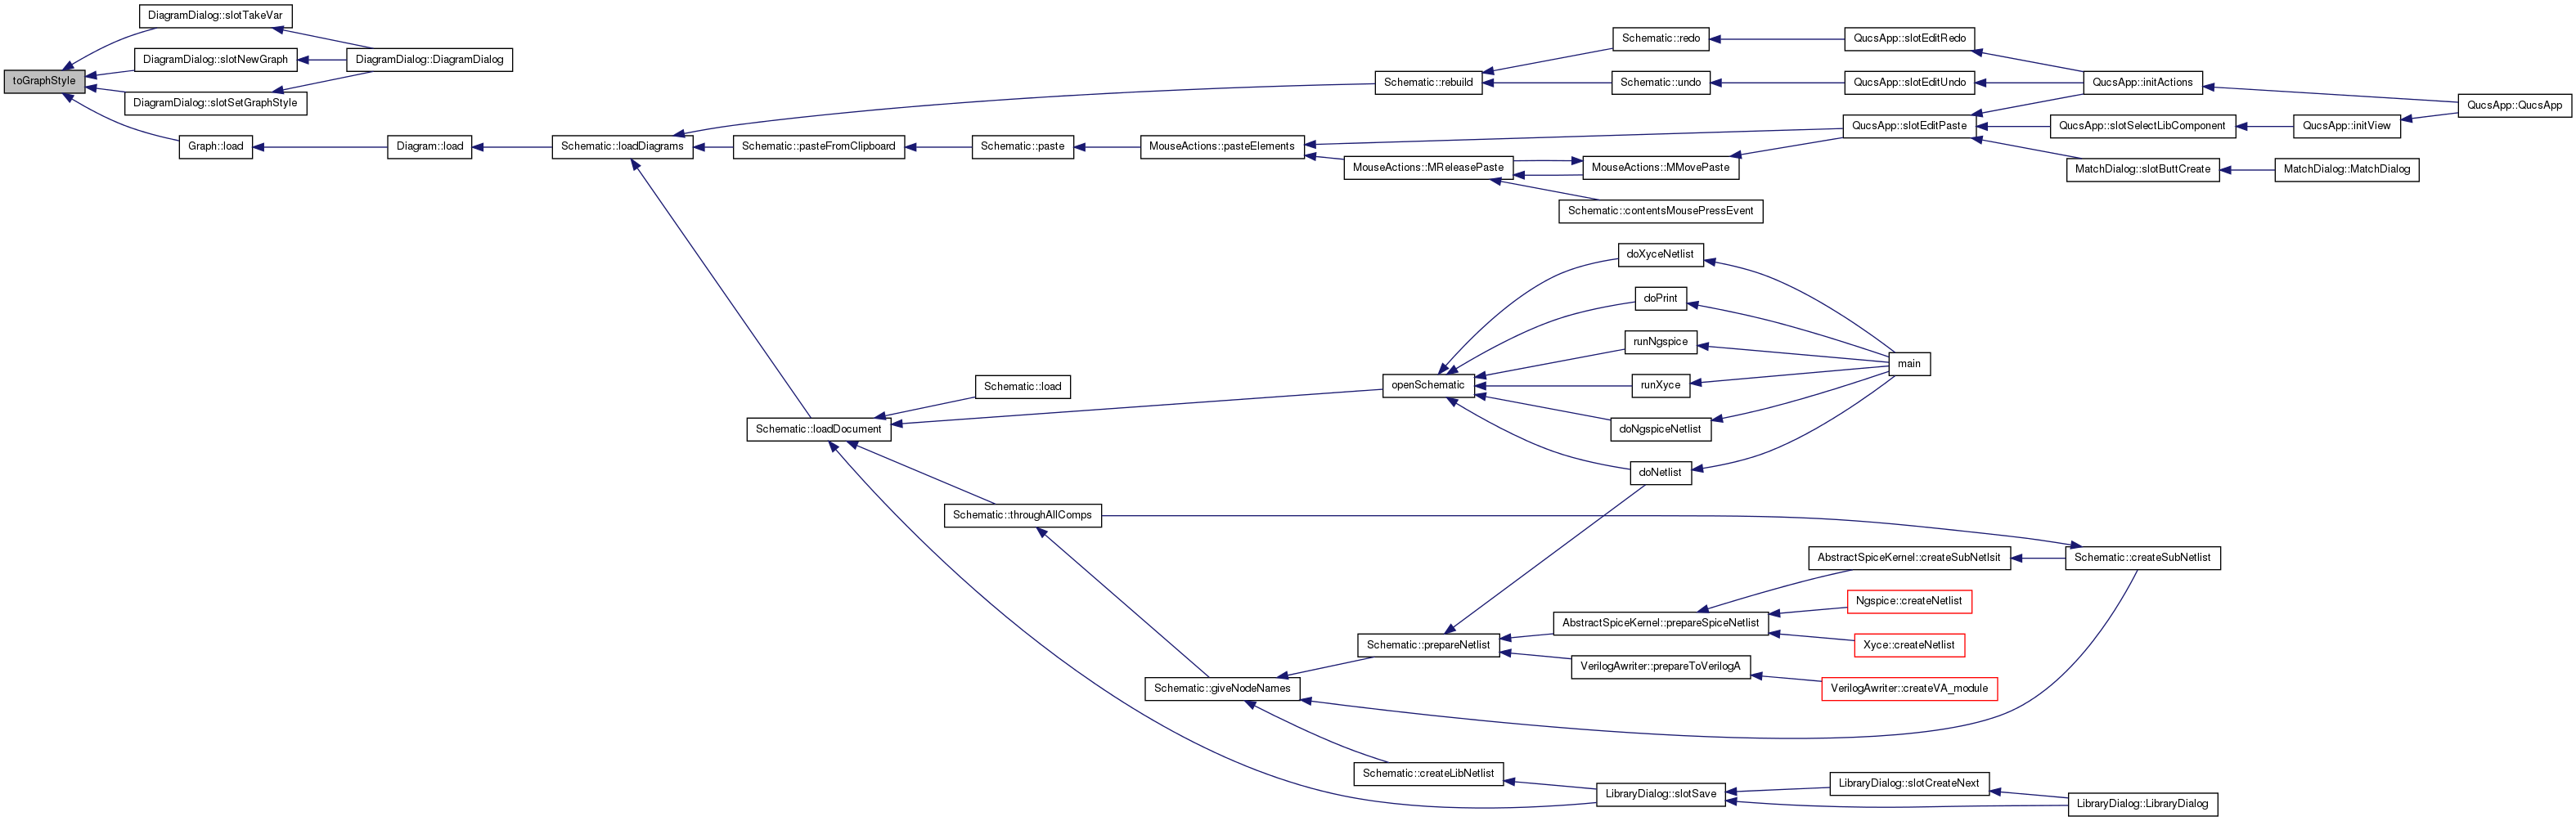 DiagramDialog::slotTakeVar
Schematic::redo
QucsApp::slotEditRedo
DiagramDialog::slotNewGraph
DiagramDialog::DiagramDialog
toGraphStyle
Schematic::rebuild
Schematic::undo
QucsApp::slotEditUndo
QucsApp::initActions
DiagramDialog::slotSetGraphStyle
QucsApp::QucsApp
QucsApp::slotEditPaste
QucsApp::slotSelectLibComponent
QucsApp::initView
Graph::load
Diagram::load
Schematic::loadDiagrams
Schematic::pasteFromClipboard
Schematic::paste
MouseActions::pasteElements
MouseActions::MReleasePaste
MouseActions::MMovePaste
MatchDialog::slotButtCreate
MatchDialog::MatchDialog
Schematic::contentsMousePressEvent
doXyceNetlist
doPrint
runNgspice
main
openSchematic
runXyce
Schematic::load
Schematic::loadDocument
doNgspiceNetlist
doNetlist
Schematic::throughAllComps
AbstractSpiceKernel::createSubNetlsit
Schematic::createSubNetlist
Ngspice::createNetlist
AbstractSpiceKernel::prepareSpiceNetlist
Schematic::prepareNetlist
Xyce::createNetlist
VerilogAwriter::prepareToVerilogA
Schematic::giveNodeNames
VerilogAwriter::createVA_module
Schematic::createLibNetlist
LibraryDialog::slotSave
LibraryDialog::slotCreateNext
LibraryDialog::LibraryDialog